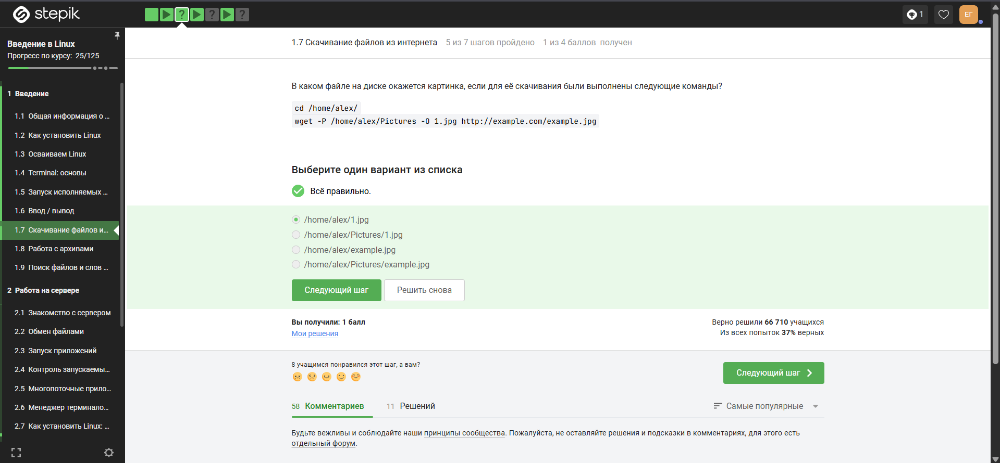 stepik
?
?
?
1
ЕГ
Введение в Linux
Прогресс по курсу: 25/125
1 Введение
1.1 Общая информация о ...
1.2 Как установить Linux
1.3 Осваиваем Linux
1.4 Terminal: основы
1.5 Запуск исполняемых ...
1.6 Ввод / вывод
1.7 Скачивание файлов и...
1.8 Работа с архивами
1.9 Поиск файлов и слов ...
2 Работа на сервере
2.1 Знакомство с сервером
2.2 Обмен файлами
2.3 Запуск приложений
2.4 Контроль запускаемы...
2.5 Многопоточные прило...
2.6 Менеджер терминало...
2.7 Как установить Linux: ...
1.7 Скачивание файлов из интернета 5 из 7 шагов пройдено 1 из 4 баллов получен
В каком файле на диске окажется картинка, если для её скачивания были выполнены следующие команды?
cd /home/alex/
wget -P /home/alex/Pictures -O 1.jpg http://example.com/example.jpg
Выберите один вариант из списка
Всё правильно.
/home/alex/1.jpg
/home/alex/Pictures/1.jpg
/home/alex/example.jpg
/home/alex/Pictures/example.jpg
Следующий шаг Решить снова
Вы получили: 1 балл
Мои решения
Верно решили 66 710 учащихся
Из всех попыток 37% верных
8 учащимся понравился этот шаг, а вам?
Следующий шаг
58 Комментариев 11 Решений Самые популярные
Будьте вежливы и соблюдайте наши принципы сообщества. Пожалуйста, не оставляйте решения и подсказки в комментариях, для этого есть
отдельный форум.